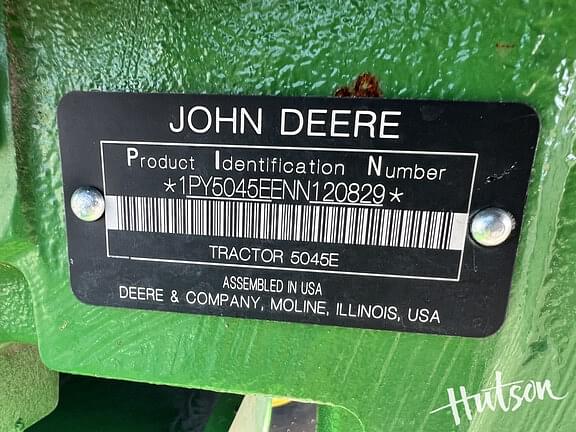 JOHN DEERE
Product Identification Number
*1PY5045EENN120829*
TRACTOR 5045E
ASSEMBLED IN USA
DEERE & COMPANY, MOLINE, ILLINOIS, USA
Hutson